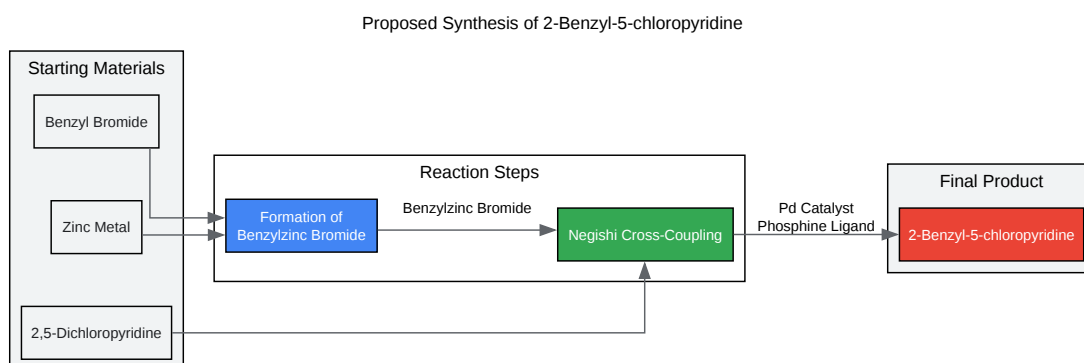 Proposed Synthesis of 2-Benzyl-5-chloropyridine
Starting Materials
Benzyl Bromide
Zinc Metal
2,5-Dichloropyridine
Reaction Steps
Formation of
Benzylzinc Bromide
Benzylzinc Bromide
Negishi Cross-Coupling
Pd Catalyst
Phosphine Ligand
Final Product
2-Benzyl-5-chloropyridine